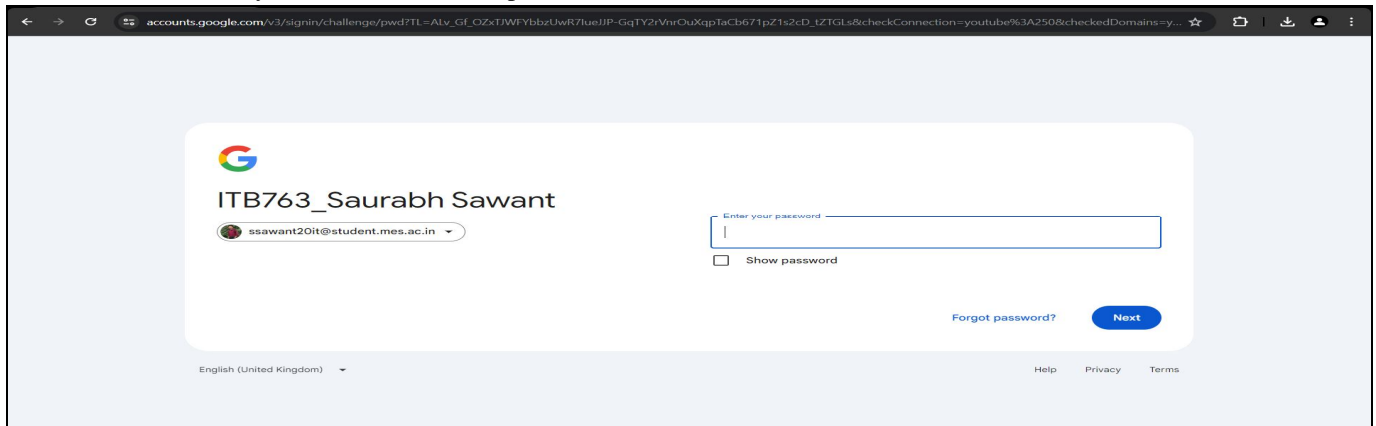 accounts.google.com/v3/signin/challenge/pwd?TL=ALv_Gf_OZxTJWFYbbzUwR7IueJJP-GqTY2rVnrOuXqpTaCb671pZ1s2cD_tZTGLs&checkConnection=youtube%3A250&checkedDomains=y...
ITB763_Saurabh Sawant
ssawant20it@student.mes.ac.in
Enter your password
Show password
Forgot password? Next
English (United Kingdom) Help Privacy Terms